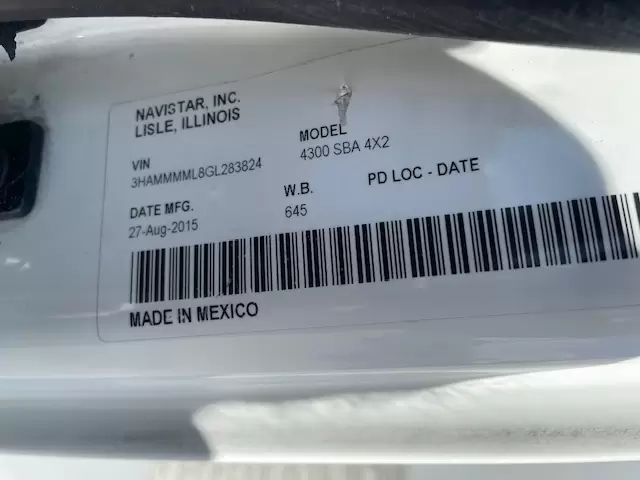 NAVISTAR, INC.
LISLE, ILLINOIS
VIN
3HAMMMML8GL283824
MODEL
4300 SBA 4X2
DATE MFG.
27-Aug-2015
W.B.
645
PD LOC - DATE
MADE IN MEXICO